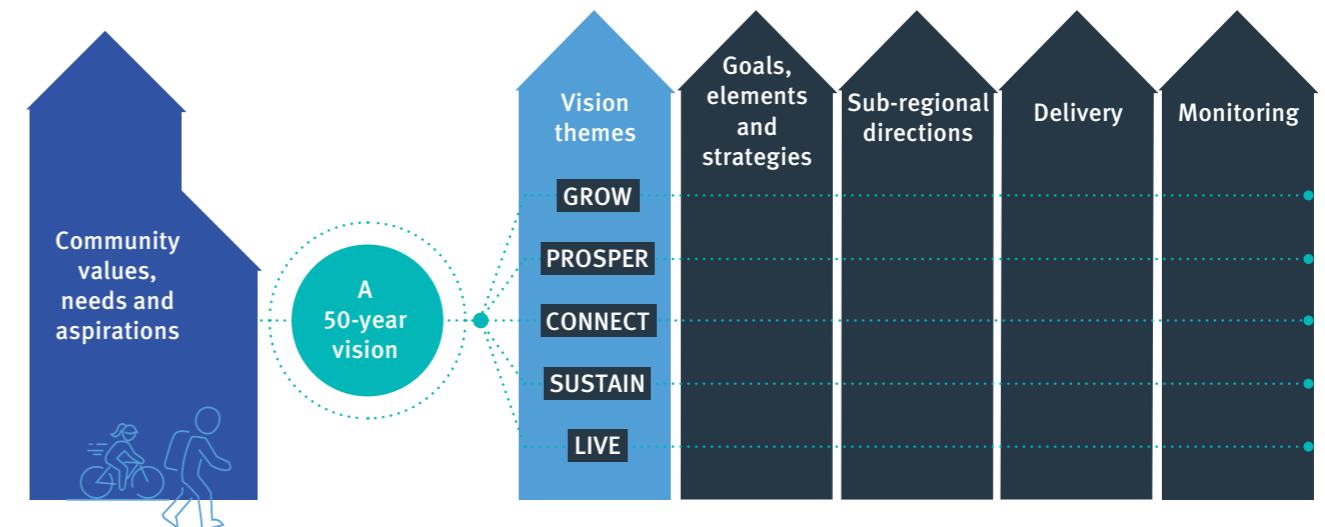 Community
values,
needs and
aspirations
A
50-year
vision
Vision
themes
GROW
PROSPER
CONNECT
SUSTAIN
LIVE
Goals,
elements
and
strategies
Sub-regional
directions
Delivery
Monitoring